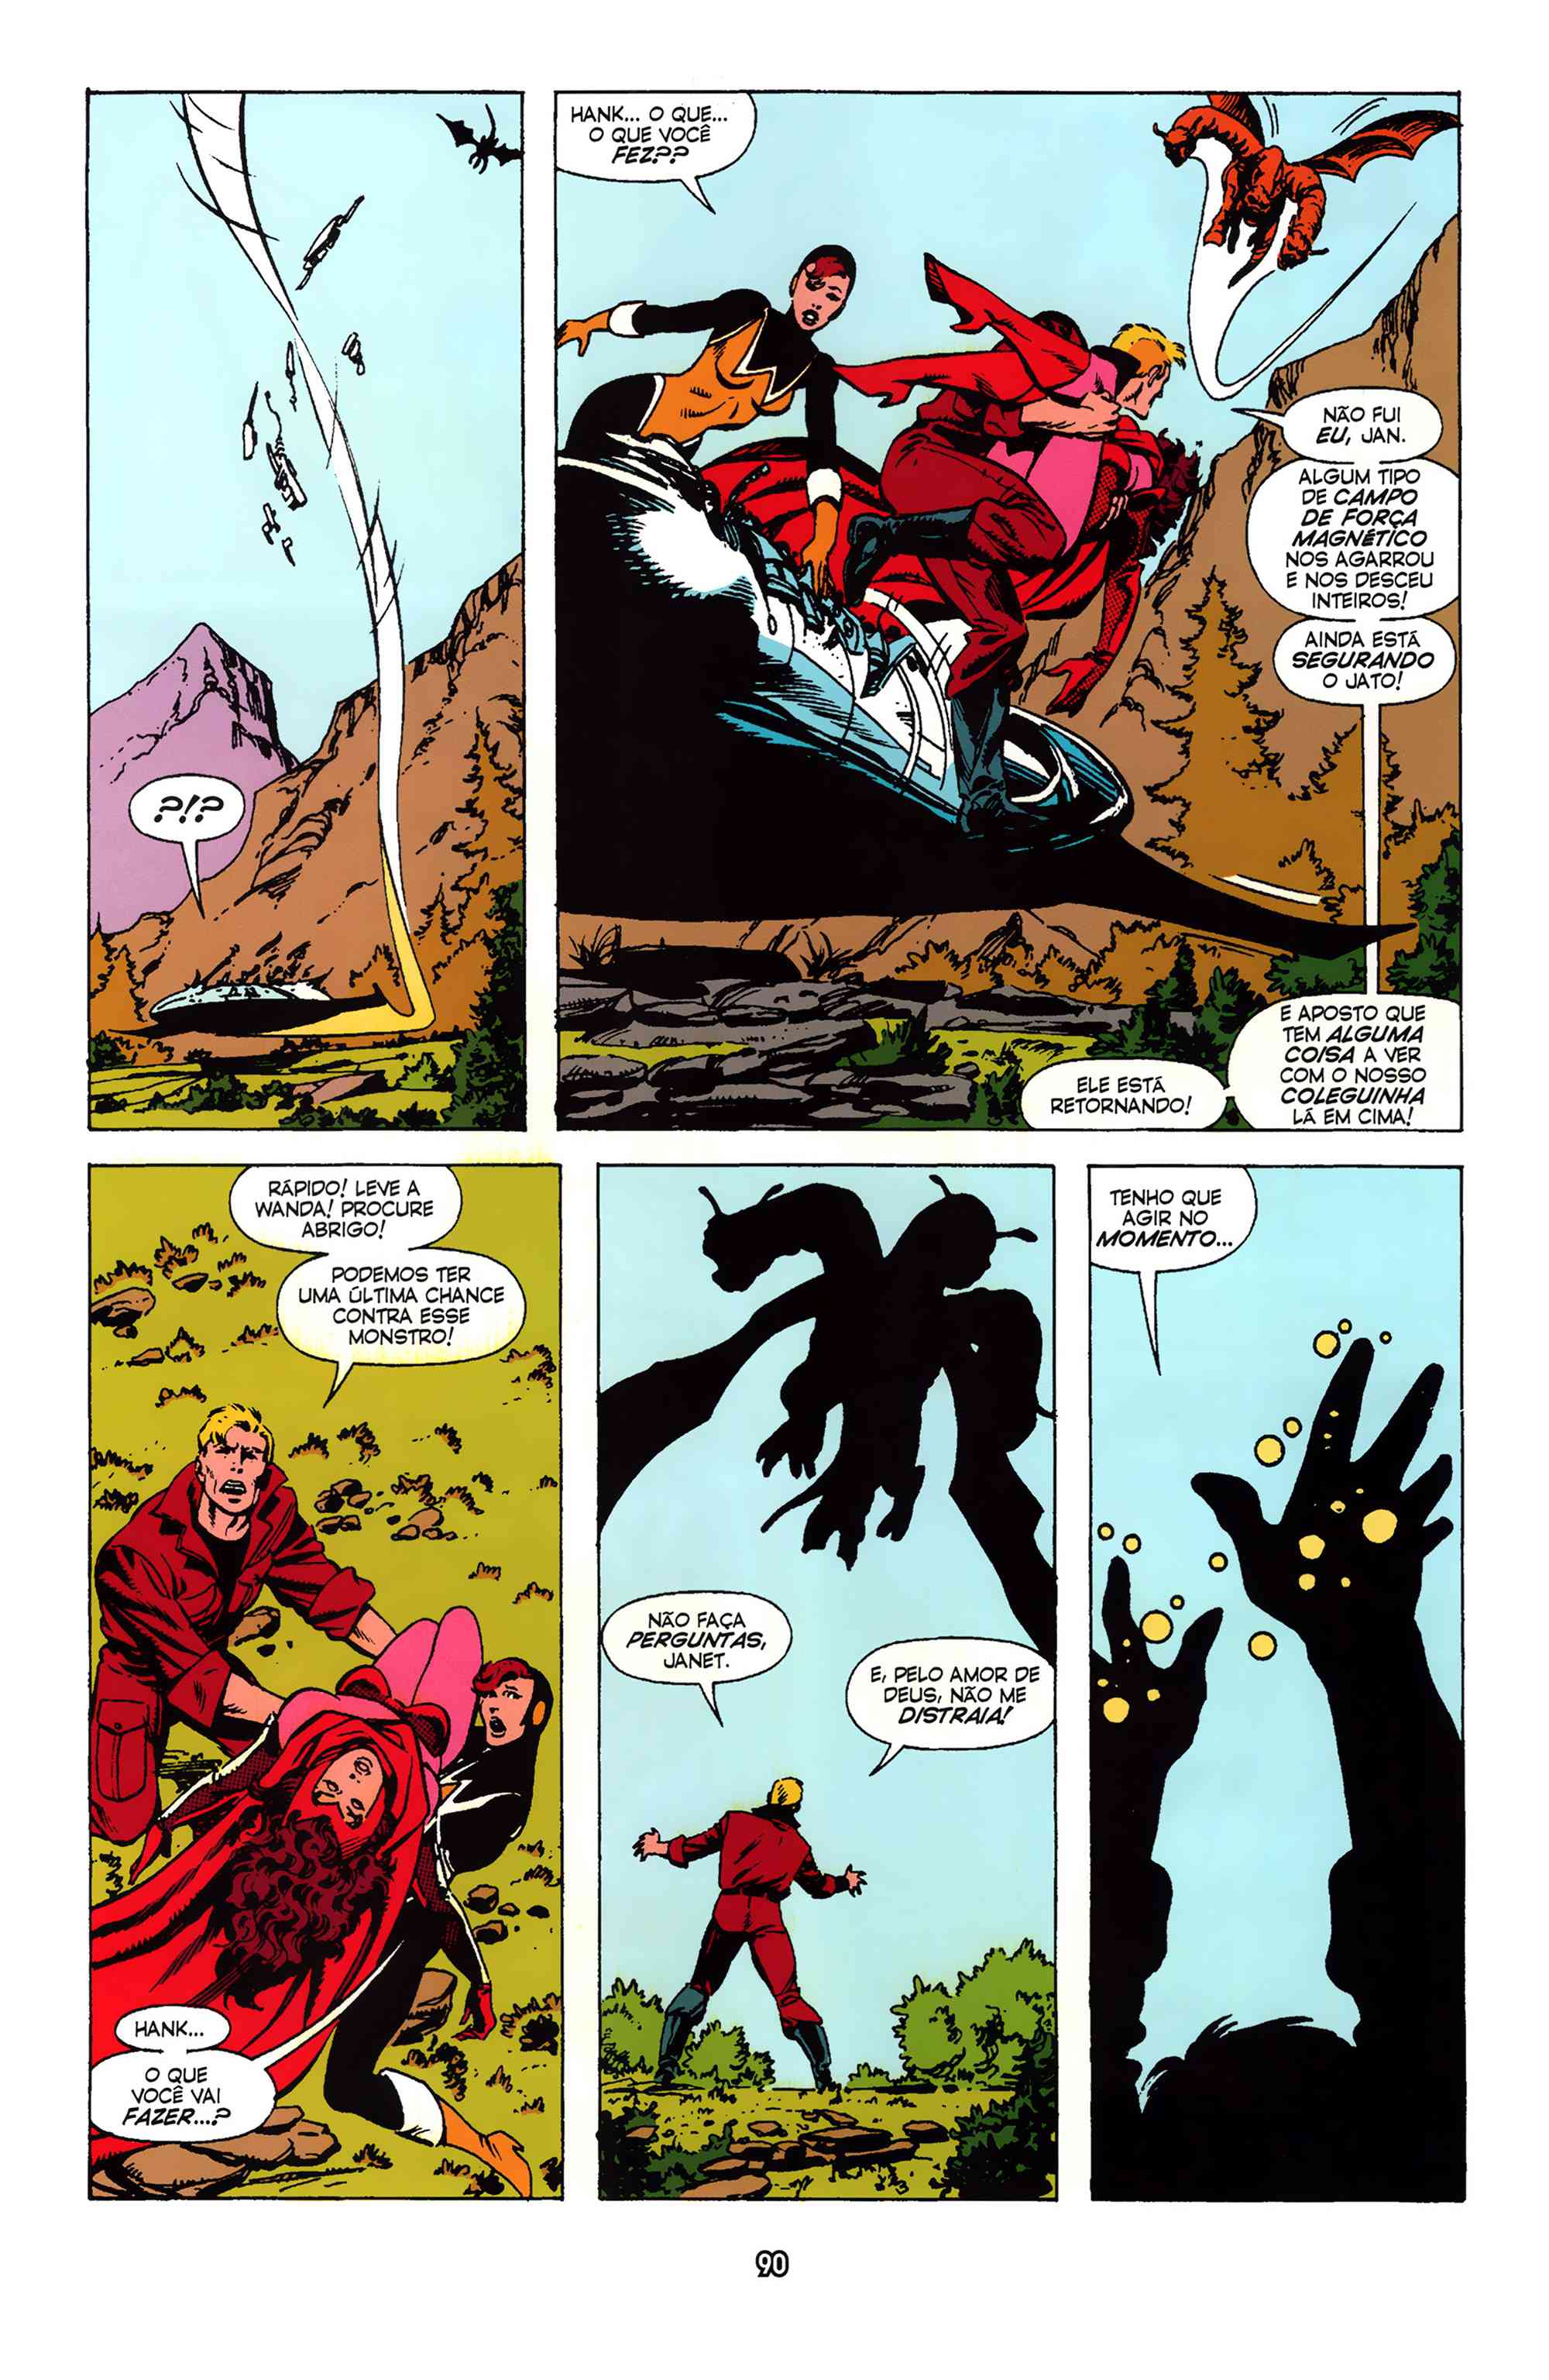 ?!?
HANK... O QUE...
O QUE VOCÊ
FEZ??
NÃO FUI
EU, JAN.
ALGUM TIPO
DE CAMPO
DE FORÇA
MAGNÉTICO
NOS AGARROU
E NOS DESCEU
INTEIROS!
AINDA ESTÁ
SEGURANDO
O JATO!
E APOSTO QUE
TEM ALGUMA
COISA A VER
COM O NOSSO
COLEGUINHA
LÁ EM CIMA!
ELE ESTÁ
RETORNANDO!
RÁPIDO! LEVE A
WANDA! PROCURE
ABRIGO!
PODEMOS TER
UMA ÚLTIMA CHANCE
CONTRA ESSE
MONSTRO!
HANK...
O QUE
VOCÊ VAI
FAZER...?
NÃO FAÇA
PERGUNTAS,
JANET.
E, PELO AMOR DE
DEUS, NÃO ME
DISTRAIA!
TENHO QUE
AGIR NO
MOMENTO...
90